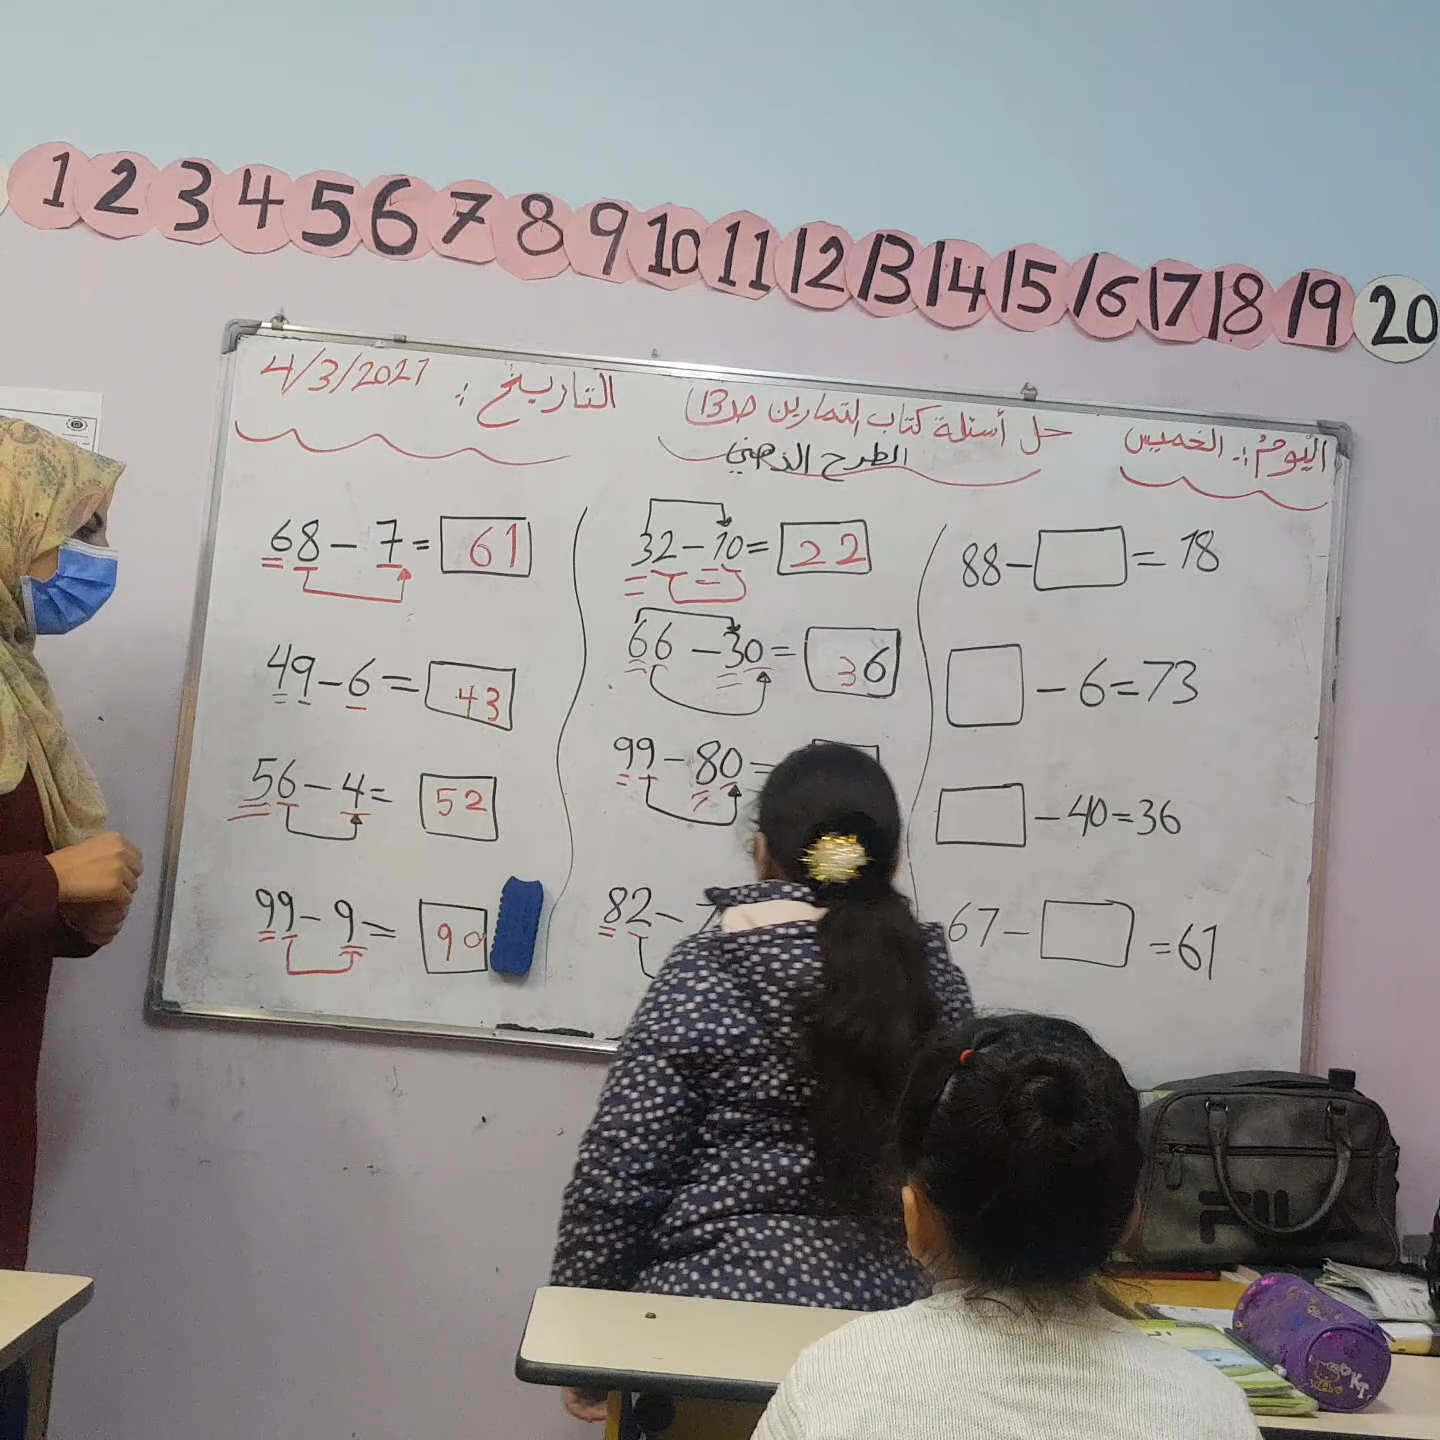 1 2 3 4 5 6 7 8 9 10 11 12 13 14 15 16 17 18 19 20
اليوم :. الخميس
حل أسئلة كتاب التمارين ص13
الطرح الذهني
التاريخ :. 4/3/2021
68 - 7 = 61
49 - 6 = 43
56 - 4 = 52
99 - 9 = 90
32 - 10 = 22
66 - 30 = 36
99 - 80 =
82 -
88 - = 18
- 6 = 73
- 40 = 36
67 - = 61
FILA